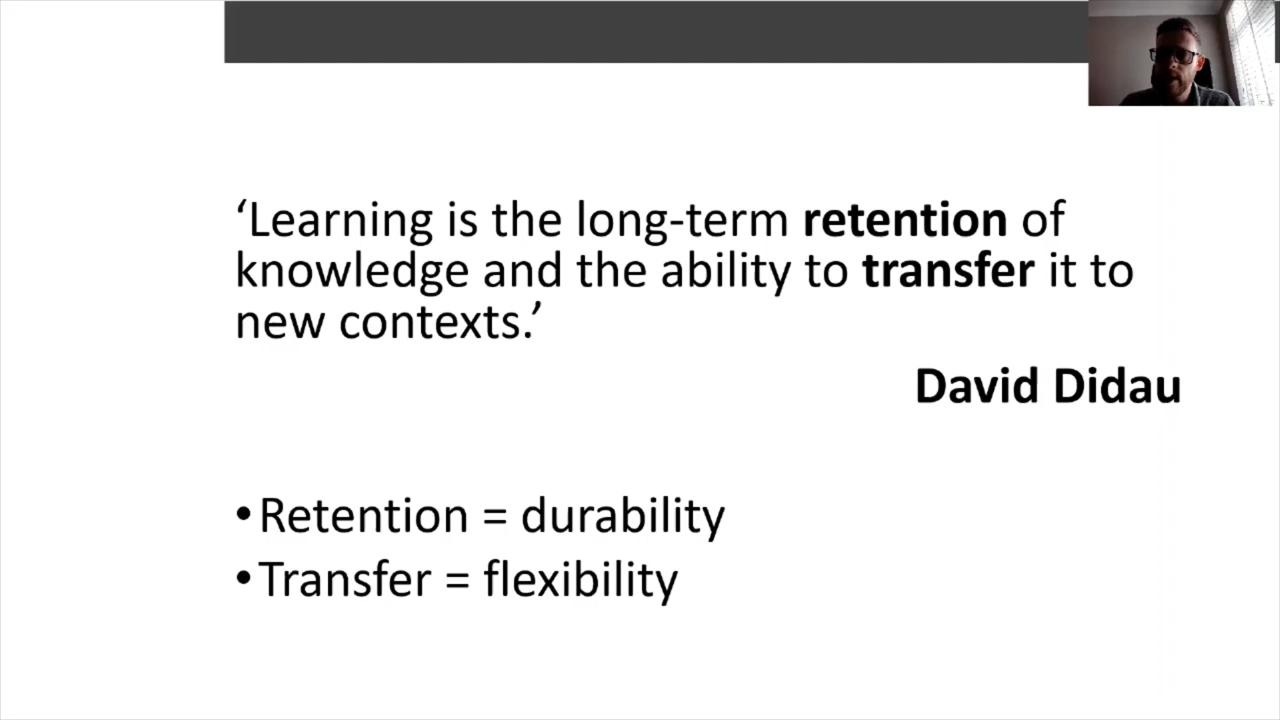 ‘Learning is the long-term retention of
knowledge and the ability to transfer it to
new contexts.’
David Didau
•Retention = durability
•Transfer = flexibility